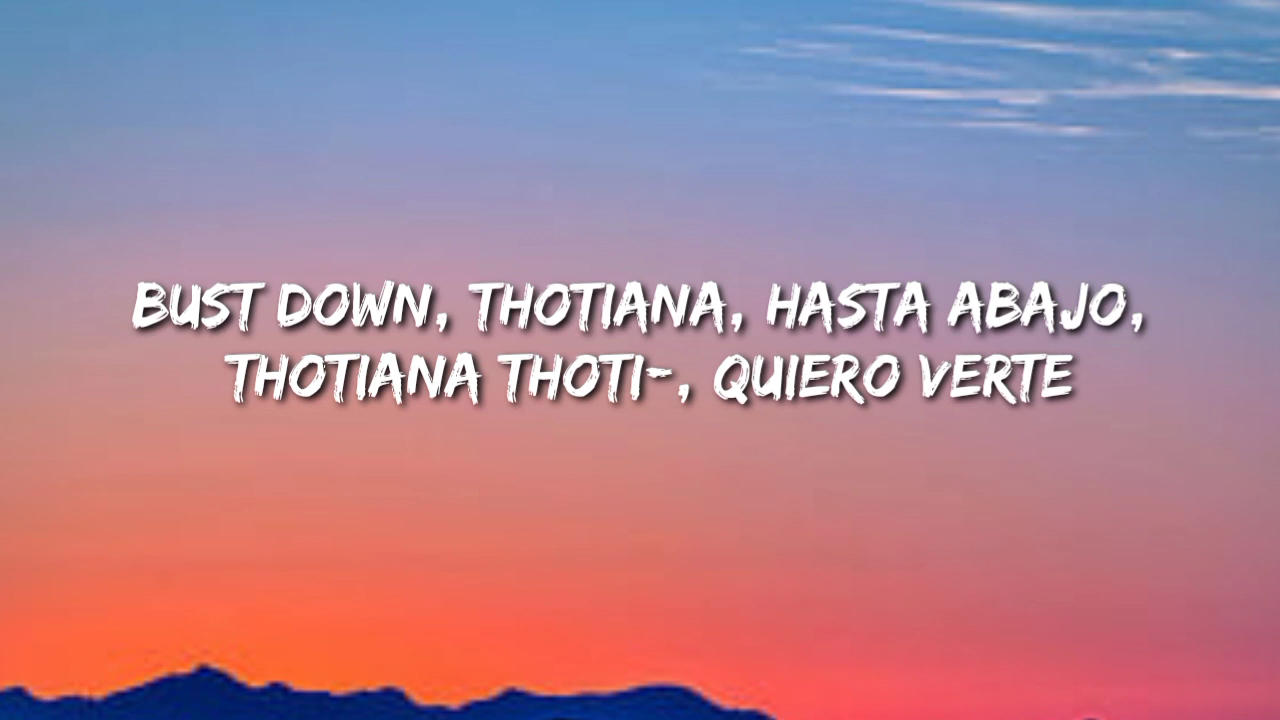 BUST DOWN, THOTIANA, HASTA ABAJO,
THOTIANA THOTI-, QUIERO VERTE